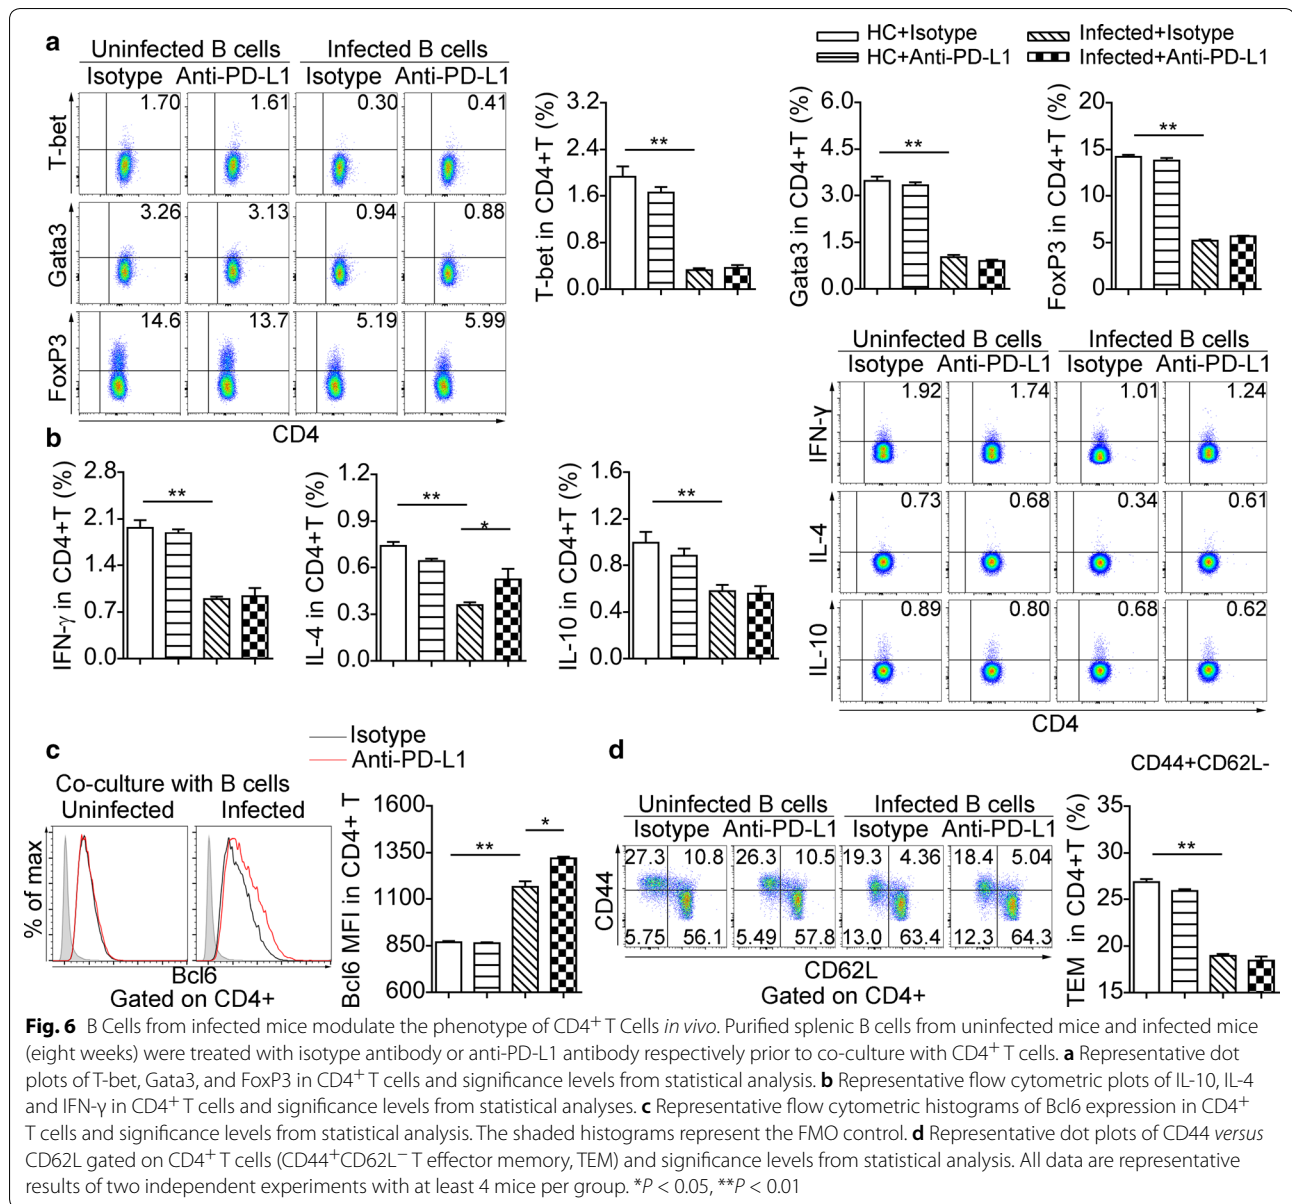 a
Uninfected B cells Infected B cells
Isotype Anti-PD-L1 Isotype Anti-PD-L1
T-bet
1.70 1.61 0.30 0.41
Gata3
3.26 3.13 0.94 0.88
FoxP3
14.6 13.7 5.19 5.99
CD4
HC+Isotype Infected+Isotype
HC+Anti-PD-L1 Infected+Anti-PD-L1
T-bet in CD4+T (%)
3.2
2.4
1.6
0.8
0.0
**
Gata3 in CD4+T (%)
6.0
4.5
3.0
1.5
0.0
**
FoxP3 in CD4+T (%)
20
15
10
5
0
**
b
IFN-γ in CD4+T (%)
2.8
2.1
1.4
0.7
0.0
**
IL-4 in CD4+T (%)
1.2
0.9
0.6
0.3
0.0
**
*
IL-10 in CD4+T (%)
1.6
1.2
0.8
0.4
0.0
**
Uninfected B cells Infected B cells
Isotype Anti-PD-L1 Isotype Anti-PD-L1
IFN-γ
1.92 1.74 1.01 1.24
IL-4
0.73 0.68 0.34 0.61
IL-10
0.89 0.80 0.68 0.62
CD4
c
Isotype
Anti-PD-L1
Co-culture with B cells
Uninfected Infected
% of max
Bcl6
Gated on CD4+
Bcl6 MFI in CD4+ T
1600
1350
1100
850
600
**
*
d
Uninfected B cells Infected B cells
Isotype Anti-PD-L1 Isotype Anti-PD-L1
CD44
27.3 10.8 26.3 10.5 19.3 4.36 18.4 5.04
5.75 56.1 5.49 57.8 13.0 63.4 12.3 64.3
CD62L
Gated on CD4+
CD44+CD62L-
TEM in CD4+T (%)
35
31
27
23
19
15
**
Fig. 6 B Cells from infected mice modulate the phenotype of CD4+ T Cells in vivo. Purified splenic B cells from uninfected mice and infected mice
(eight weeks) were treated with isotype antibody or anti-PD-L1 antibody respectively prior to co-culture with CD4+ T cells. a Representative dot
plots of T-bet, Gata3, and FoxP3 in CD4+ T cells and significance levels from statistical analysis. b Representative flow cytometric plots of IL-10, IL-4
and IFN-γ in CD4+ T cells and significance levels from statistical analyses. c Representative flow cytometric histograms of Bcl6 expression in CD4+
T cells and significance levels from statistical analysis. The shaded histograms represent the FMO control. d Representative dot plots of CD44 versus
CD62L gated on CD4+ T cells (CD44+CD62L− T effector memory, TEM) and significance levels from statistical analysis. All data are representative
results of two independent experiments with at least 4 mice per group. *P < 0.05, **P < 0.01